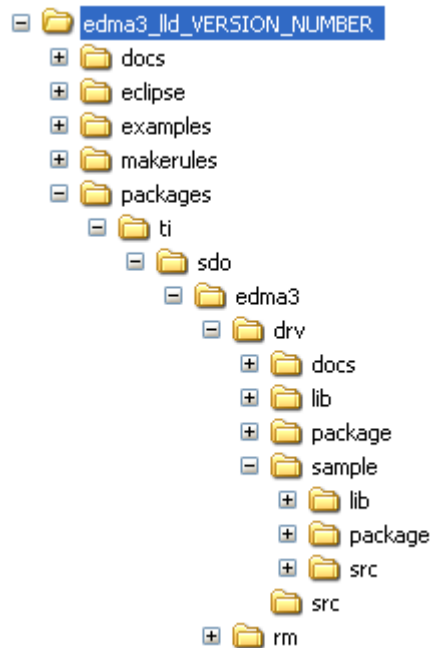 edma3_lld_VERSION_NUMBER
docs
eclipse
examples
makerules
packages
ti
sdo
edma3
drv
docs
lib
package
sample
lib
package
src
src
rm